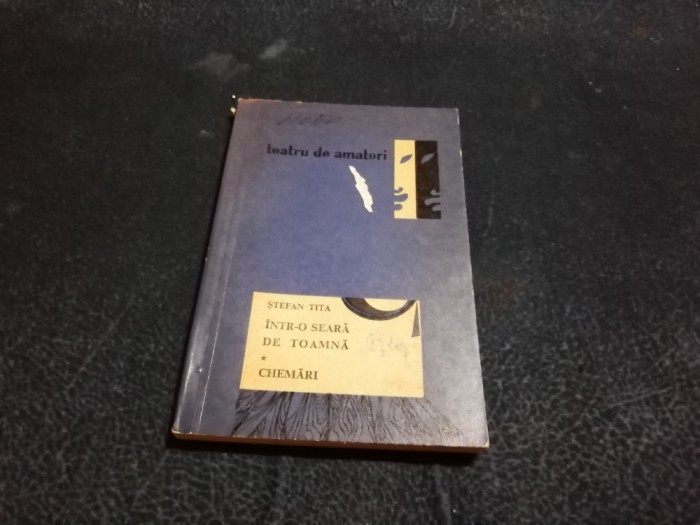 teatru de amatori
ȘTEFAN TITA
ÎNTR-O SEARĂ
DE TOAMNĂ
*
CHEMĂRI